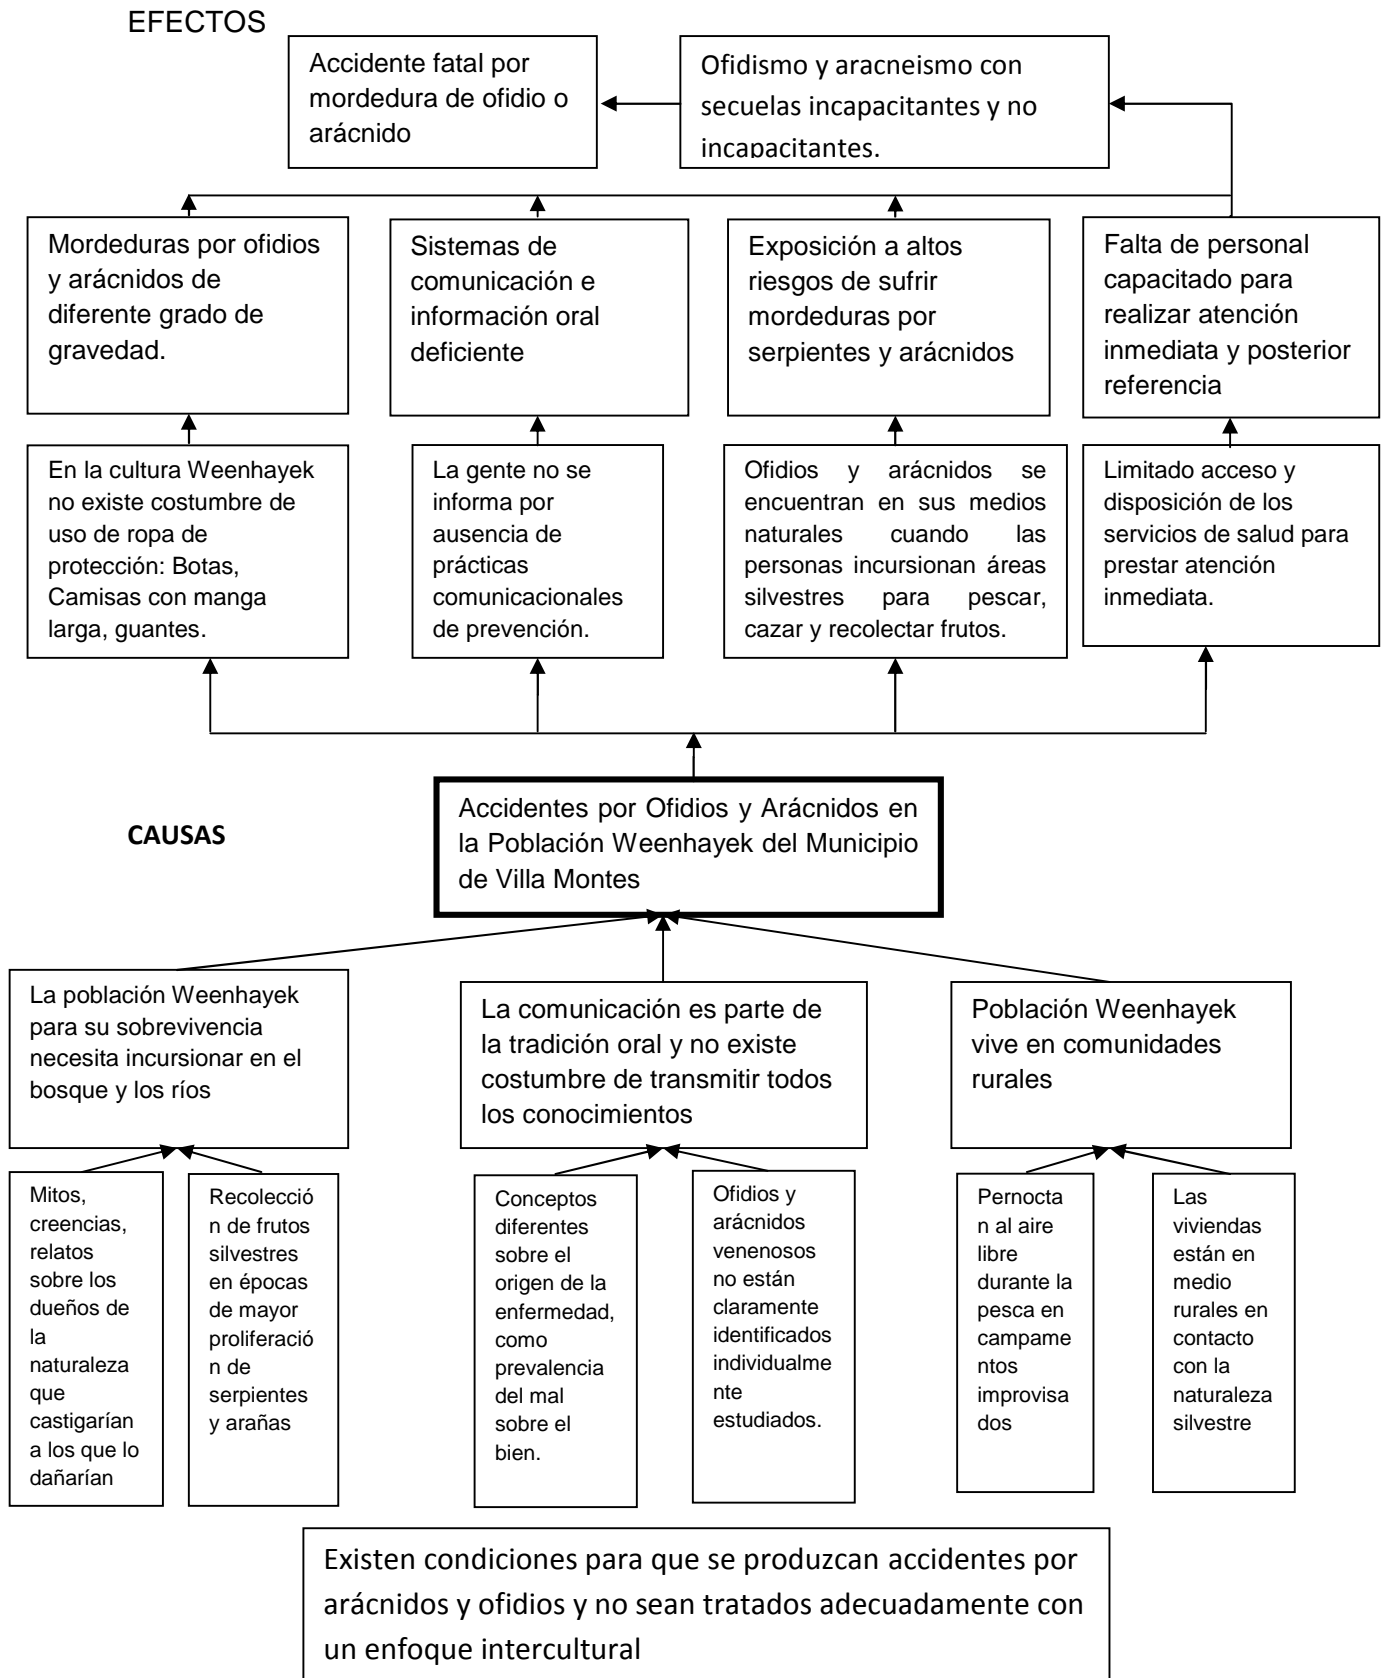 EFECTOS
Accidente fatal por
mordedura de ofidio o
arácnido
Ofidismo y aracneismo con
secuelas incapacitantes y no
incapacitantes.
Mordeduras por ofidios
y arácnidos de
diferente grado de
gravedad.
Sistemas de
comunicación e
información oral
deficiente
Exposición a altos
riesgos de sufrir
mordeduras por
serpientes y arácnidos
Falta de personal
capacitado para
realizar atención
inmediata y posterior
referencia
En la cultura Weenhayek
no existe costumbre de
uso de ropa de
protección: Botas,
Camisas con manga
larga, guantes.
La gente no se
informa por
ausencia de
prácticas
comunicacionales
de prevención.
Ofidios y arácnidos se
encuentran en sus medios
naturales cuando las
personas incursionan áreas
silvestres para pescar,
cazar y recolectar frutos.
Limitado acceso y
disposición de los
servicios de salud para
prestar atención
inmediata.
CAUSAS
Accidentes por Ofidios y Arácnidos en
la Población Weenhayek del Municipio
de Villa Montes
La población Weenhayek
para su sobrevivencia
necesita incursionar en el
bosque y los ríos
La comunicación es parte de
la tradición oral y no existe
costumbre de transmitir todos
los conocimientos
Población Weenhayek
vive en comunidades
rurales
Mitos,
creencias,
relatos
sobre los
dueños de
la
naturaleza
que
castigarían
a los que lo
dañarían
Recolecció
n de frutos
silvestres
en épocas
de mayor
proliferació
n de
serpientes
y arañas
Conceptos
diferentes
sobre el
origen de la
enfermedad,
como
prevalencia
del mal
sobre el
bien.
Ofidios y
arácnidos
venenosos
no están
claramente
identificados
individualme
nte
estudiados.
Pernocta
n al aire
libre
durante la
pesca en
campame
ntos
improvisa
dos
Las
viviendas
están en
medio
rurales en
contacto
con la
naturaleza
silvestre
Existen condiciones para que se produzcan accidentes por
arácnidos y ofidios y no sean tratados adecuadamente con
un enfoque intercultural